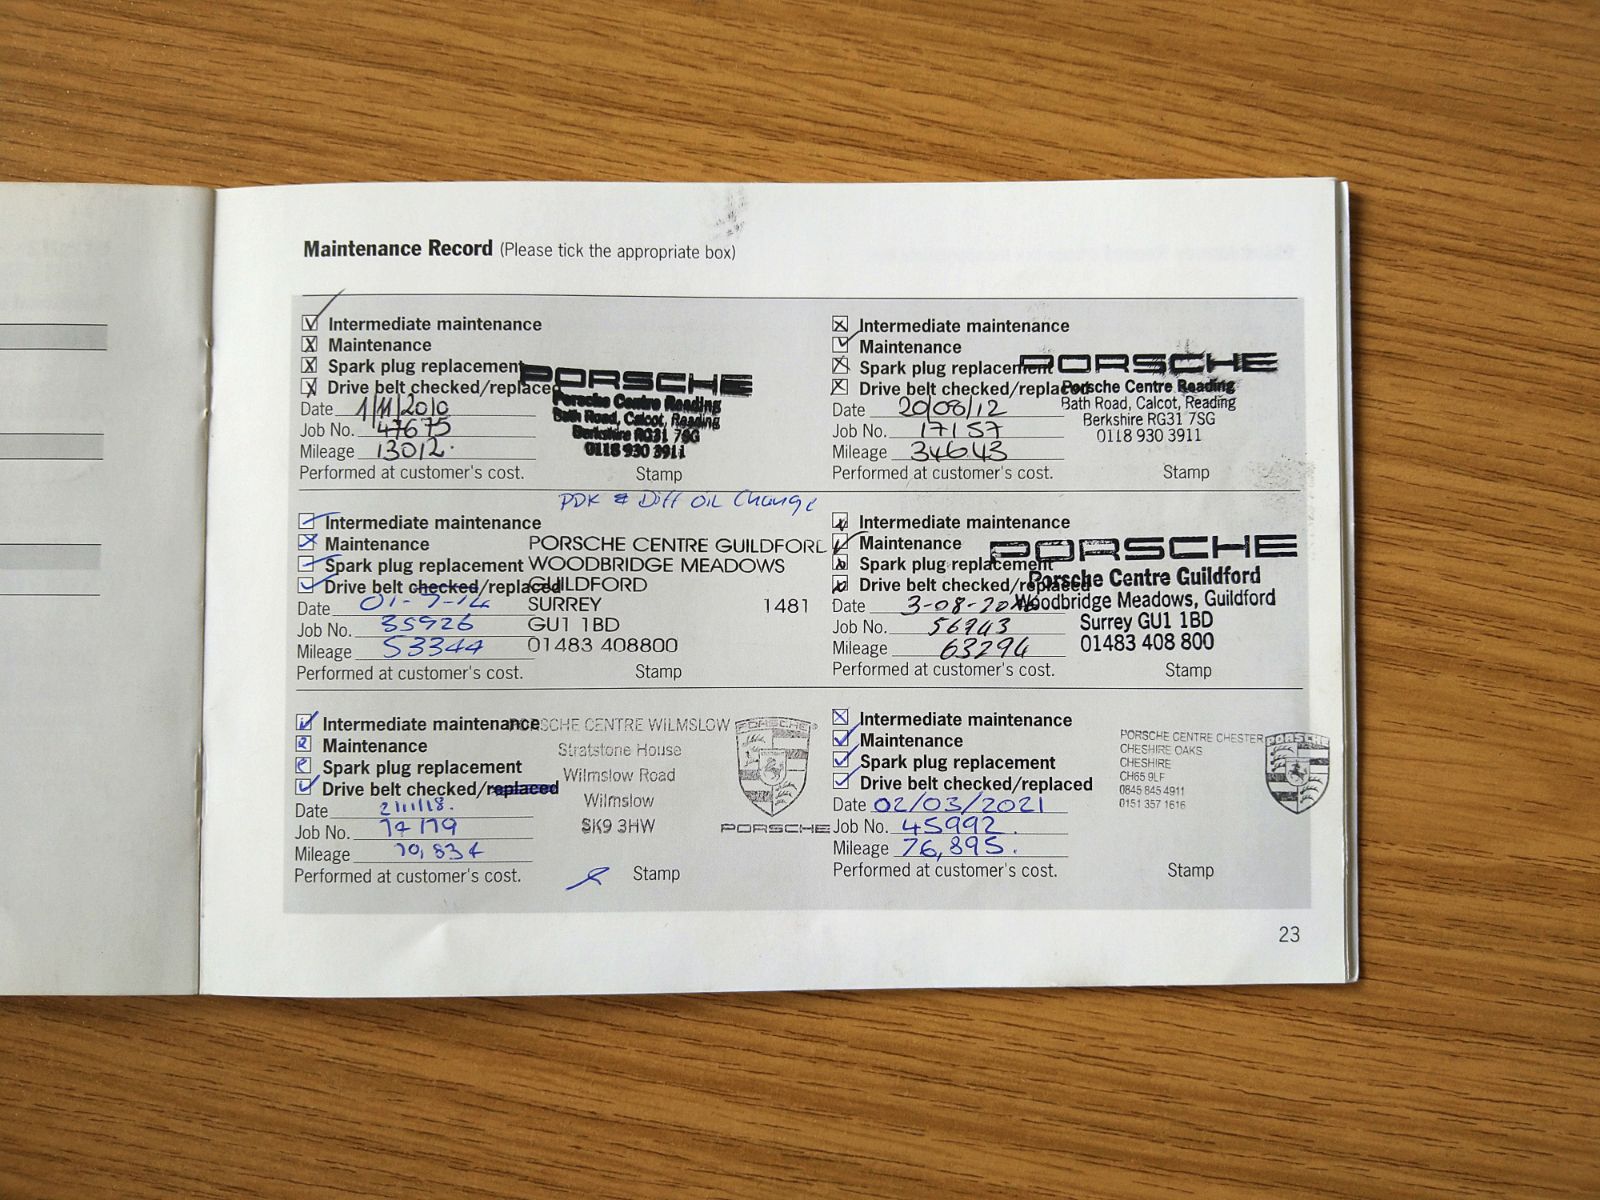 Maintenance Record (Please tick the appropriate box)
Intermediate maintenance
Maintenance
Spark plug replacement
Drive belt checked/replaced
Date 1/11/2010
Job No. 47675
Mileage 13012.
Performed at customer's cost.
PORSCHE
Porsche Centre Reading
Bath Road, Calcot, Reading
Berkshire RG31 7SG
0118 930 3911
Stamp
Intermediate maintenance
Maintenance
Spark plug replacement
Drive belt checked/replaced
Date 20/08/12
Job No. 17157
Mileage 34643
Performed at customer's cost.
PORSCHE
Porsche Centre Reading
Bath Road, Calcot, Reading
Berkshire RG31 7SG
0118 930 3911
Stamp
PDK & Diff Oil Change
Intermediate maintenance
Maintenance
Spark plug replacement
Drive belt checked/replaced
Date 01-9-14
Job No. 35926
Mileage 53344
Performed at customer's cost.
PORSCHE CENTRE GUILDFORD
WOODBRIDGE MEADOWS
GUILDFORD
SURREY 1481
GU1 1BD
01483 408800
Stamp
Intermediate maintenance
Maintenance
Spark plug replacement
Drive belt checked/replaced
Date 3-08-2016
Job No. 56943
Mileage 63294
Performed at customer's cost.
PORSCHE
Porsche Centre Guildford
Woodbridge Meadows, Guildford
Surrey GU1 1BD
01483 408 800
Stamp
Intermediate maintenance
Maintenance
Spark plug replacement
Drive belt checked/replaced
Date
Job No. 14179
Mileage 70,834
Performed at customer's cost.
PORSCHE CENTRE WILMSLOW
Stratstone House
Wilmslow Road
Wilmslow
SK9 3HW
PORSCHE
PORSCHE
Stamp
Intermediate maintenance
Maintenance
Spark plug replacement
Drive belt checked/replaced
Date 02/03/2021
Job No. 45992.
Mileage 76,895.
Performed at customer's cost.
PORSCHE CENTRE CHESTER
CHESHIRE OAKS
CHESHIRE
CH65 9LF
0845 845 4911
0151 357 1616
PORSCHE
Stamp
23